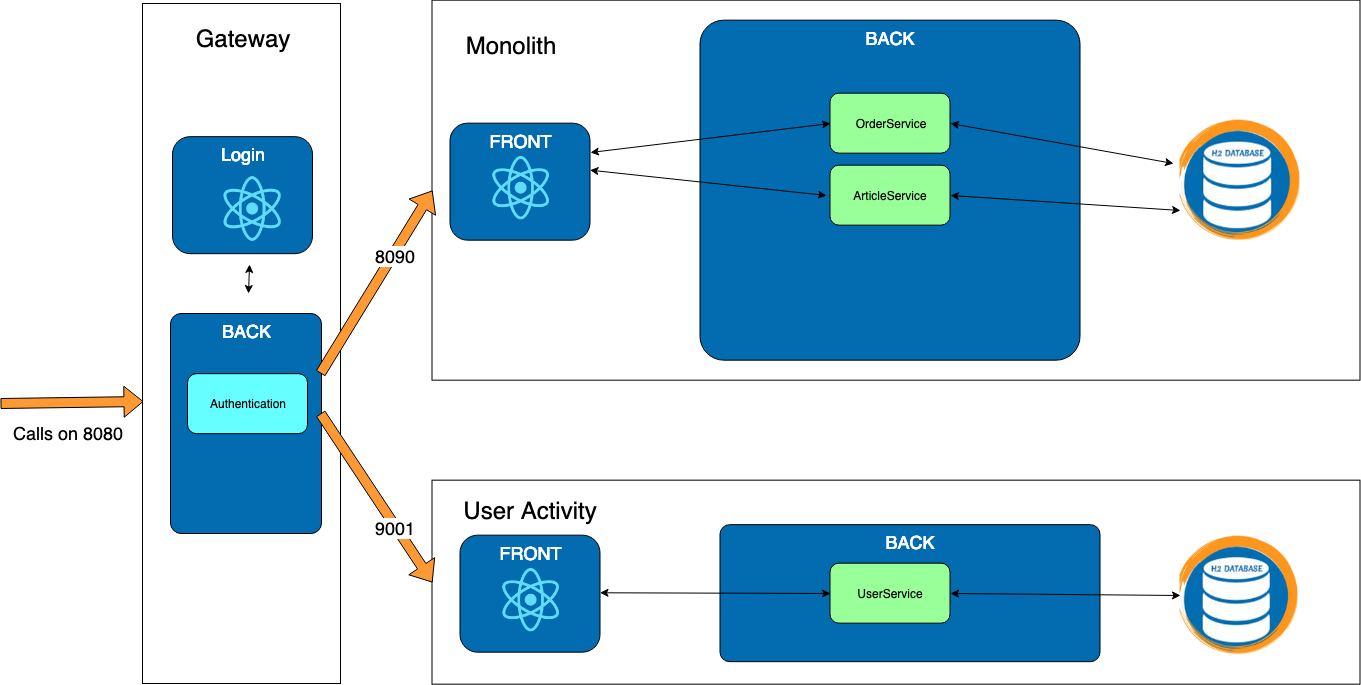 Gateway
Login
BACK
Authentication
Calls on 8080
8090
9001
Monolith
FRONT
BACK
OrderService
ArticleService
H2 DATABASE
User Activity
FRONT
BACK
UserService
H2 DATABASE